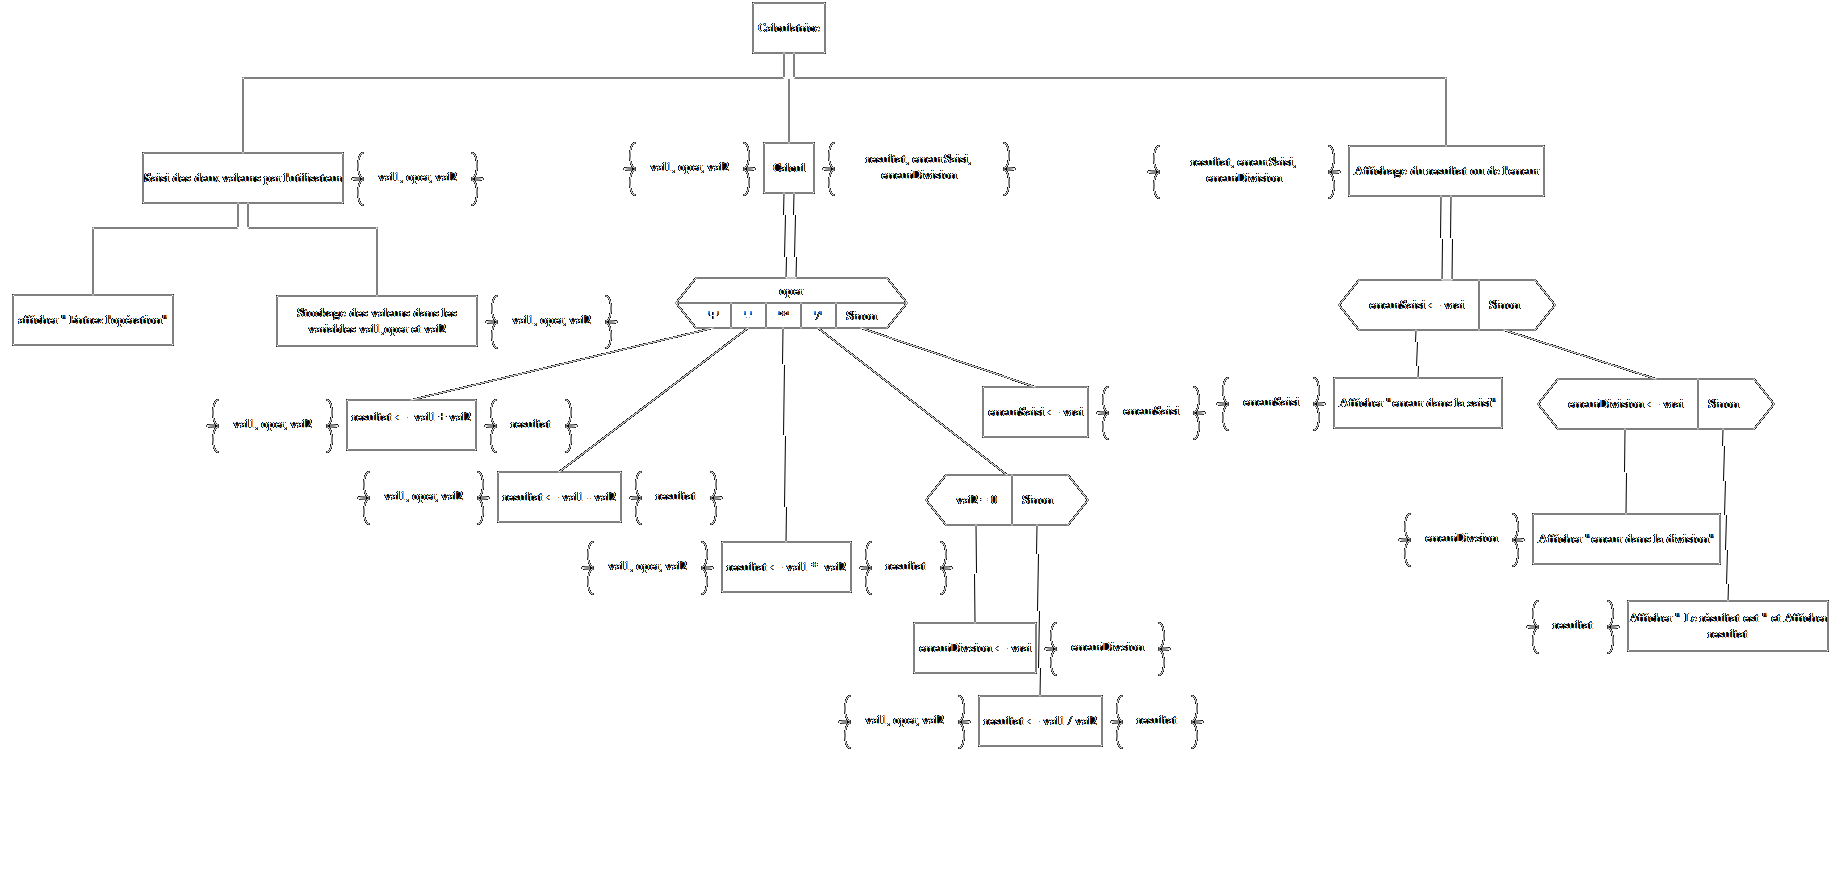 Calculatrice
Saisi des deux valeurs par l'utilisateur
val1, oper, val2
val1, oper, val2
Calcul
resultat, erreurSaisi,
erreurDivision
resultat, erreurSaisi,
erreurDivision
Affichage du resultat ou de l'erreur
afficher " Entrez l'opération"
Stockage des valeurs dans les
variables val1,oper et val2
val1, oper, val2
oper
Sinon
erreurSaisi <-- vrai
Sinon
val1, oper, val2
resultat <-- val1 + val2
resultat
erreurSaisi <-- vrai
erreurSaisi
erreurSaisi
Afficher "erreur dans la saisi"
erreurDivision <-- vrai
Sinon
val1, oper, val2
resultat <-- val1 - val2
resultat
Sinon
val1, oper, val2
resultat <-- val1 * val2
resultat
erreurDivsion
Afficher "erreur dans la division"
erreurDivsion <-- vrai
erreurDivsion
resultat
Afficher " Le résultat est " et Afficher
resultat
val1, oper, val2
resultat <-- val1 / val2
resultat